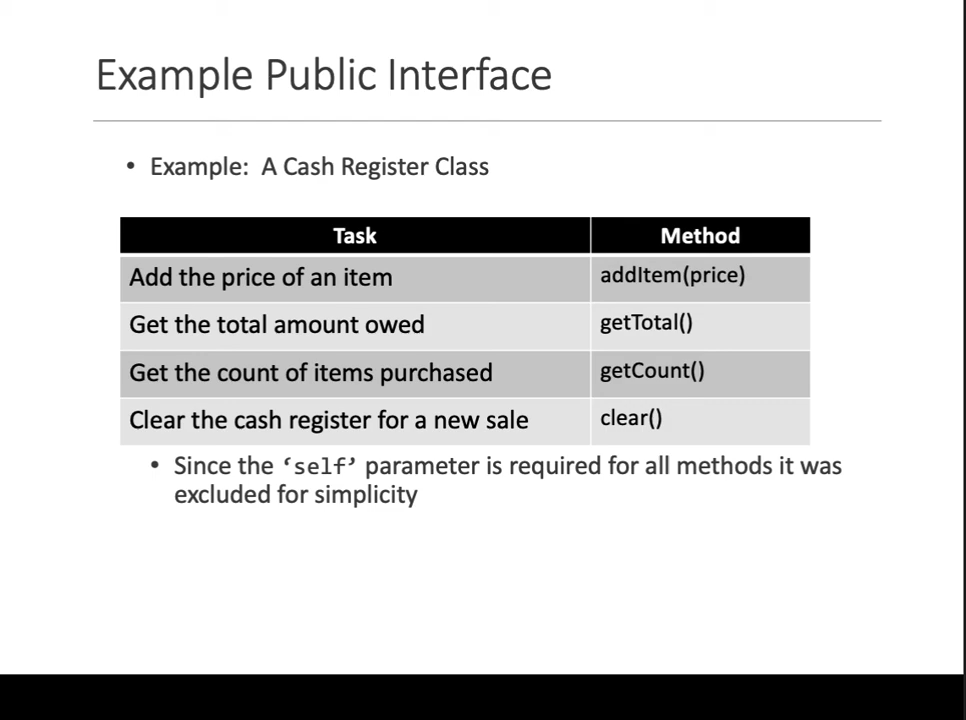 Example Public Interface
• Example:  A Cash Register Class
Task Method
Add the price of an item addItem(price)
Get the total amount owed getTotal()
Get the count of items purchased getCount()
Clear the cash register for a new sale clear()
• Since the ‘self’ parameter is required for all methods it was
excluded for simplicity